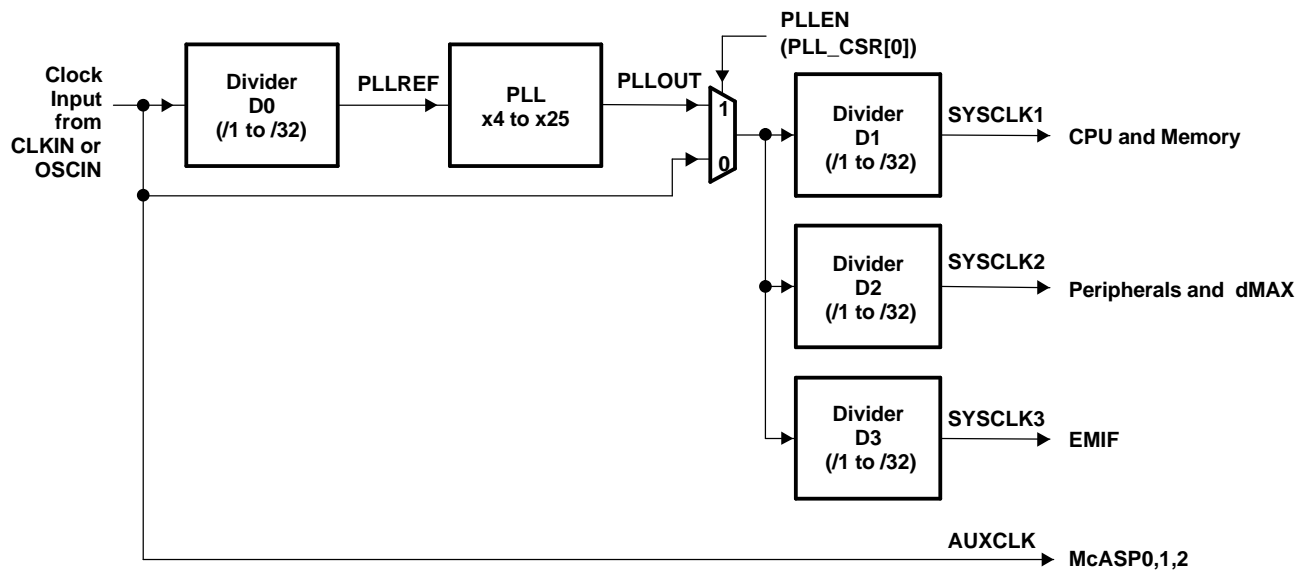 PLLEN
(PLL_CSR[0])
Clock
Input
from
CLKIN or
OSCIN
Divider
D0
(/1 to /32)
PLLREF
PLL
x4 to x25
PLLOUT
1
0
Divider
D1
(/1 to /32)
SYSCLK1
CPU and Memory
Divider
D2
(/1 to /32)
SYSCLK2
Peripherals and dMAX
Divider
D3
(/1 to /32)
SYSCLK3
EMIF
AUXCLK
McASP0,1,2